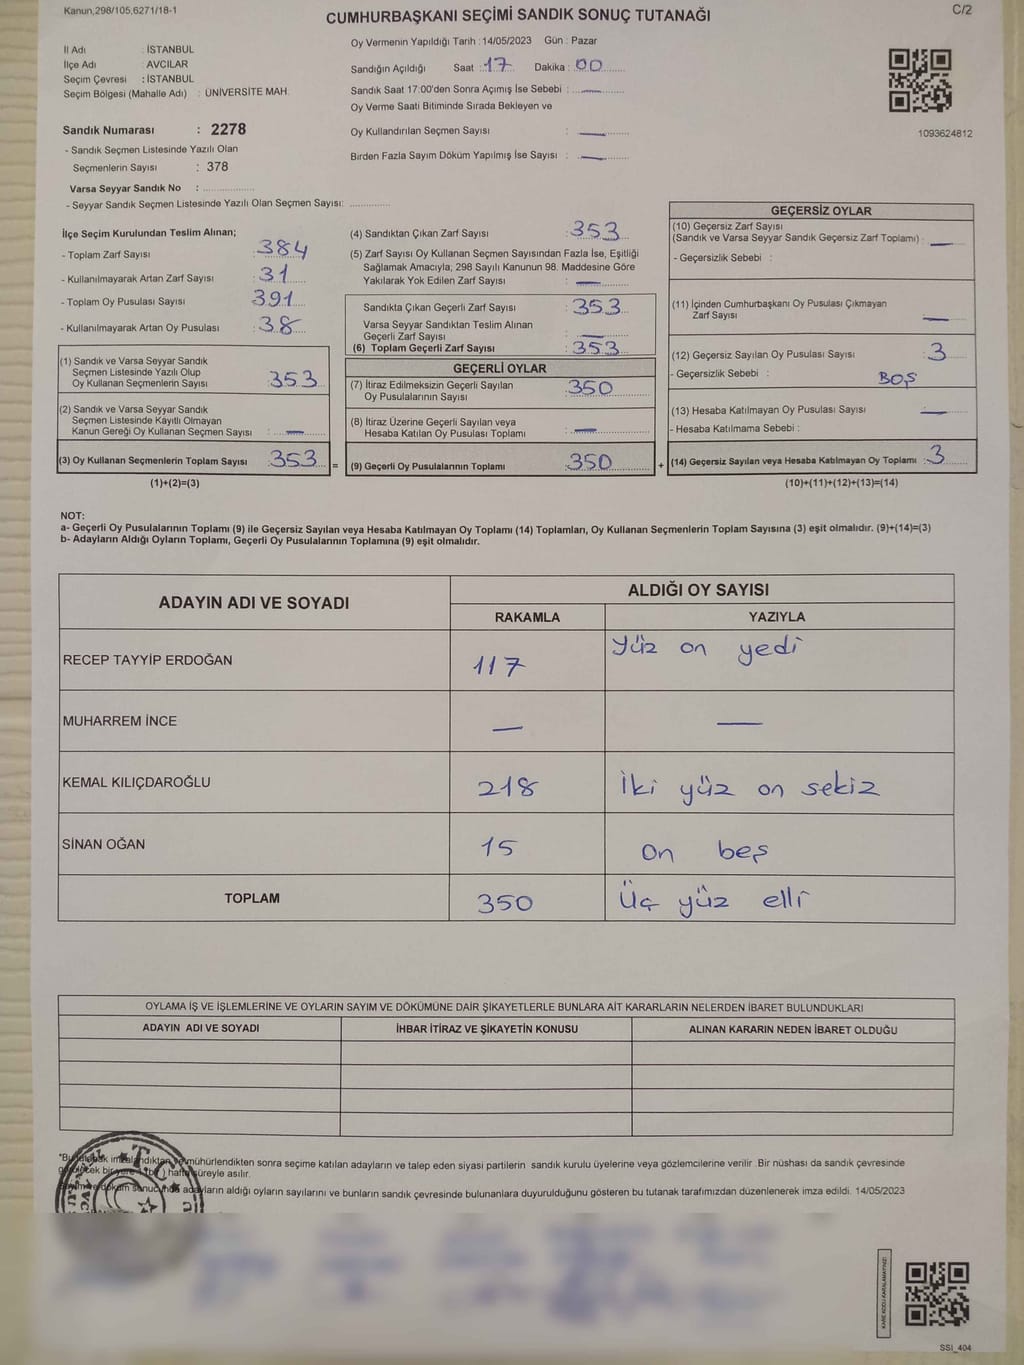 Kanun,298/105,6271/18-1
C/2
CUMHURBAŞKANI SEÇİMİ SANDIK SONUÇ TUTANAĞI
İl Adı : İSTANBUL
İlçe Adı : AVCILAR
Seçim Çevresi : İSTANBUL
Seçim Bölgesi (Mahalle Adı) : ÜNİVERSİTE MAH.
Sandık Numarası : 2278
- Sandık Seçmen Listesinde Yazılı Olan
Seçmenlerin Sayısı : 378
Varsa Seyyar Sandık No :
- Seyyar Sandık Seçmen Listesinde Yazılı Olan Seçmen Sayısı:
Oy Vermenin Yapıldığı Tarih :14/05/2023 Gün : Pazar
Sandığın Açıldığı Saat : 17 Dakika : 00
Sandık Saat 17:00'den Sonra Açımış İse Sebebi : —
Oy Verme Saati Bitiminde Sırada Bekleyen ve
Oy Kullandırılan Seçmen Sayısı : —
Birden Fazla Sayım Döküm Yapılmış İse Sayısı : —
1093624812
İlçe Seçim Kurulundan Teslim Alınan;
- Toplam Zarf Sayısı : 384
- Kullanılmayarak Artan Zarf Sayısı : 31
- Toplam Oy Pusulası Sayısı : 391
- Kullanılmayarak Artan Oy Pusulası : 38
(1) Sandık ve Varsa Seyyar Sandık
Seçmen Listesinde Yazılı Olup
Oy Kullanan Seçmenlerin Sayısı : 353
(2) Sandık ve Varsa Seyyar Sandık
Seçmen Listesinde Kayıtlı Olmayan
Kanun Gereği Oy Kullanan Seçmen Sayısı : —
(3) Oy Kullanan Seçmenlerin Toplam Sayısı : 353
(1)+(2)=(3)
(4) Sandıktan Çıkan Zarf Sayısı : 353
(5) Zarf Sayısı Oy Kullanan Seçmen Sayısından Fazla İse, Eşitliği
Sağlamak Amacıyla; 298 Sayılı Kanunun 98. Maddesine Göre
Yakılarak Yok Edilen Zarf Sayısı : —
Sandıkta Çıkan Geçerli Zarf Sayısı : 353
Varsa Seyyar Sandıktan Teslim Alınan
Geçerli Zarf Sayısı : —
(6) Toplam Geçerli Zarf Sayısı : 353
GEÇERLİ OYLAR
(7) İtiraz Edilmeksizin Geçerli Sayılan
Oy Pusulalarının Sayısı : 350
(8) İtiraz Üzerine Geçerli Sayılan veya
Hesaba Katılan Oy Pusulası Toplamı : —
= (9) Geçerli Oy Pusulalarının Toplamı : 350 +
GEÇERSİZ OYLAR
(10) Geçersiz Zarf Sayısı
(Sandık ve Varsa Seyyar Sandık Geçersiz Zarf Toplamı) : —
- Geçersizlik Sebebi :
(11) İçinden Cumhurbaşkanı Oy Pusulası Çıkmayan
Zarf Sayısı : —
(12) Geçersiz Sayılan Oy Pusulası Sayısı : 3
- Geçersizlik Sebebi : BOŞ
(13) Hesaba Katılmayan Oy Pusulası Sayısı : —
- Hesaba Katılmama Sebebi :
(14) Geçersiz Sayılan veya Hesaba Katılmayan Oy Toplamı : 3
(10)+(11)+(12)+(13)=(14)
NOT:
a- Geçerli Oy Pusulalarının Toplamı (9) ile Geçersiz Sayılan veya Hesaba Katılmayan Oy Toplamı (14) Toplamları, Oy Kullanan Seçmenlerin Toplam Sayısına (3) eşit olmalıdır. (9)+(14)=(3)
b- Adayların Aldığı Oyların Toplamı, Geçerli Oy Pusulalarının Toplamına (9) eşit olmalıdır.
ADAYIN ADI VE SOYADI ALDIĞI OY SAYISI
RAKAMLA YAZIYLA
RECEP TAYYİP ERDOĞAN 117 Yüz on yedi
MUHARREM İNCE — —
KEMAL KILIÇDAROĞLU 218 İki yüz on sekiz
SİNAN OĞAN 15 On beş
TOPLAM 350 Üç yüz elli
OYLAMA İŞ VE İŞLEMLERİNE VE OYLARIN SAYIM VE DÖKÜMÜNE DAİR ŞİKAYETLERLE BUNLARA AİT KARARLARIN NELERDEN İBARET BULUNDUKLARI
ADAYIN ADI VE SOYADI İHBAR İTİRAZ VE ŞİKAYETİN KONUSU ALINAN KARARIN NEDEN İBARET OLDUĞU
mühürlendikten sonra seçime katılan adayların ve talep eden siyasi partilerin sandık kurulu üyelerine veya gözlemcilerine verilir. Bir nüshası da sandık çevresinde
hafta süreyle asılır.
adayların aldığı oyların sayılarını ve bunların sandık çevresinde bulunanlara duyurulduğunu gösteren bu tutanak tarafımızdan düzenlenerek imza edildi. 14/05/2023
T.C.
KARE KODU KARALAMAYINIZ!
SSI_404